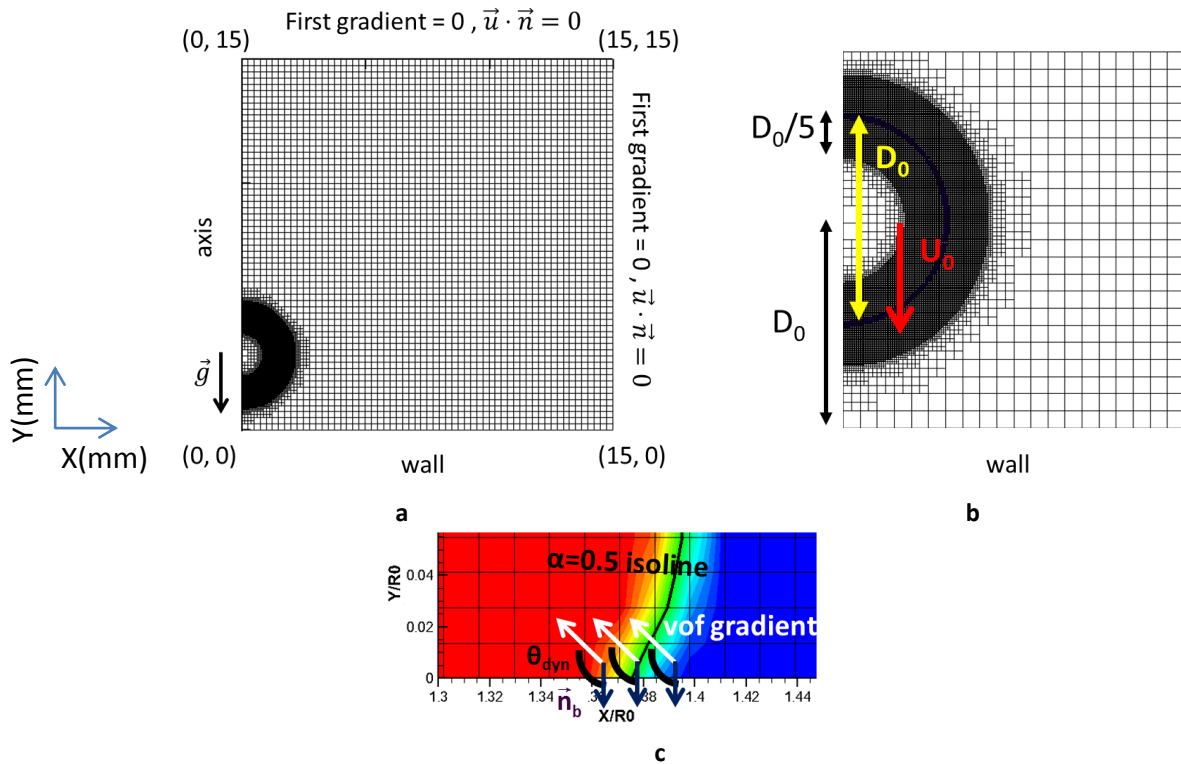 First gradient = 0 , u⃗ · n⃗ = 0
(0, 15)
(15, 15)
axis
First gradient = 0 , u⃗ · n⃗ = 0
g⃗
Y(mm)
X(mm)
(0, 0)
wall
(15, 0)
a
D₀/5
D₀
U₀
D₀
wall
b
α=0.5 isoline
vof gradient
θdyn
n⃗b
Y/R0
0.04
0.02
0
1.3
1.32
1.34
1.38
1.4
1.42
1.44
X/R0
c